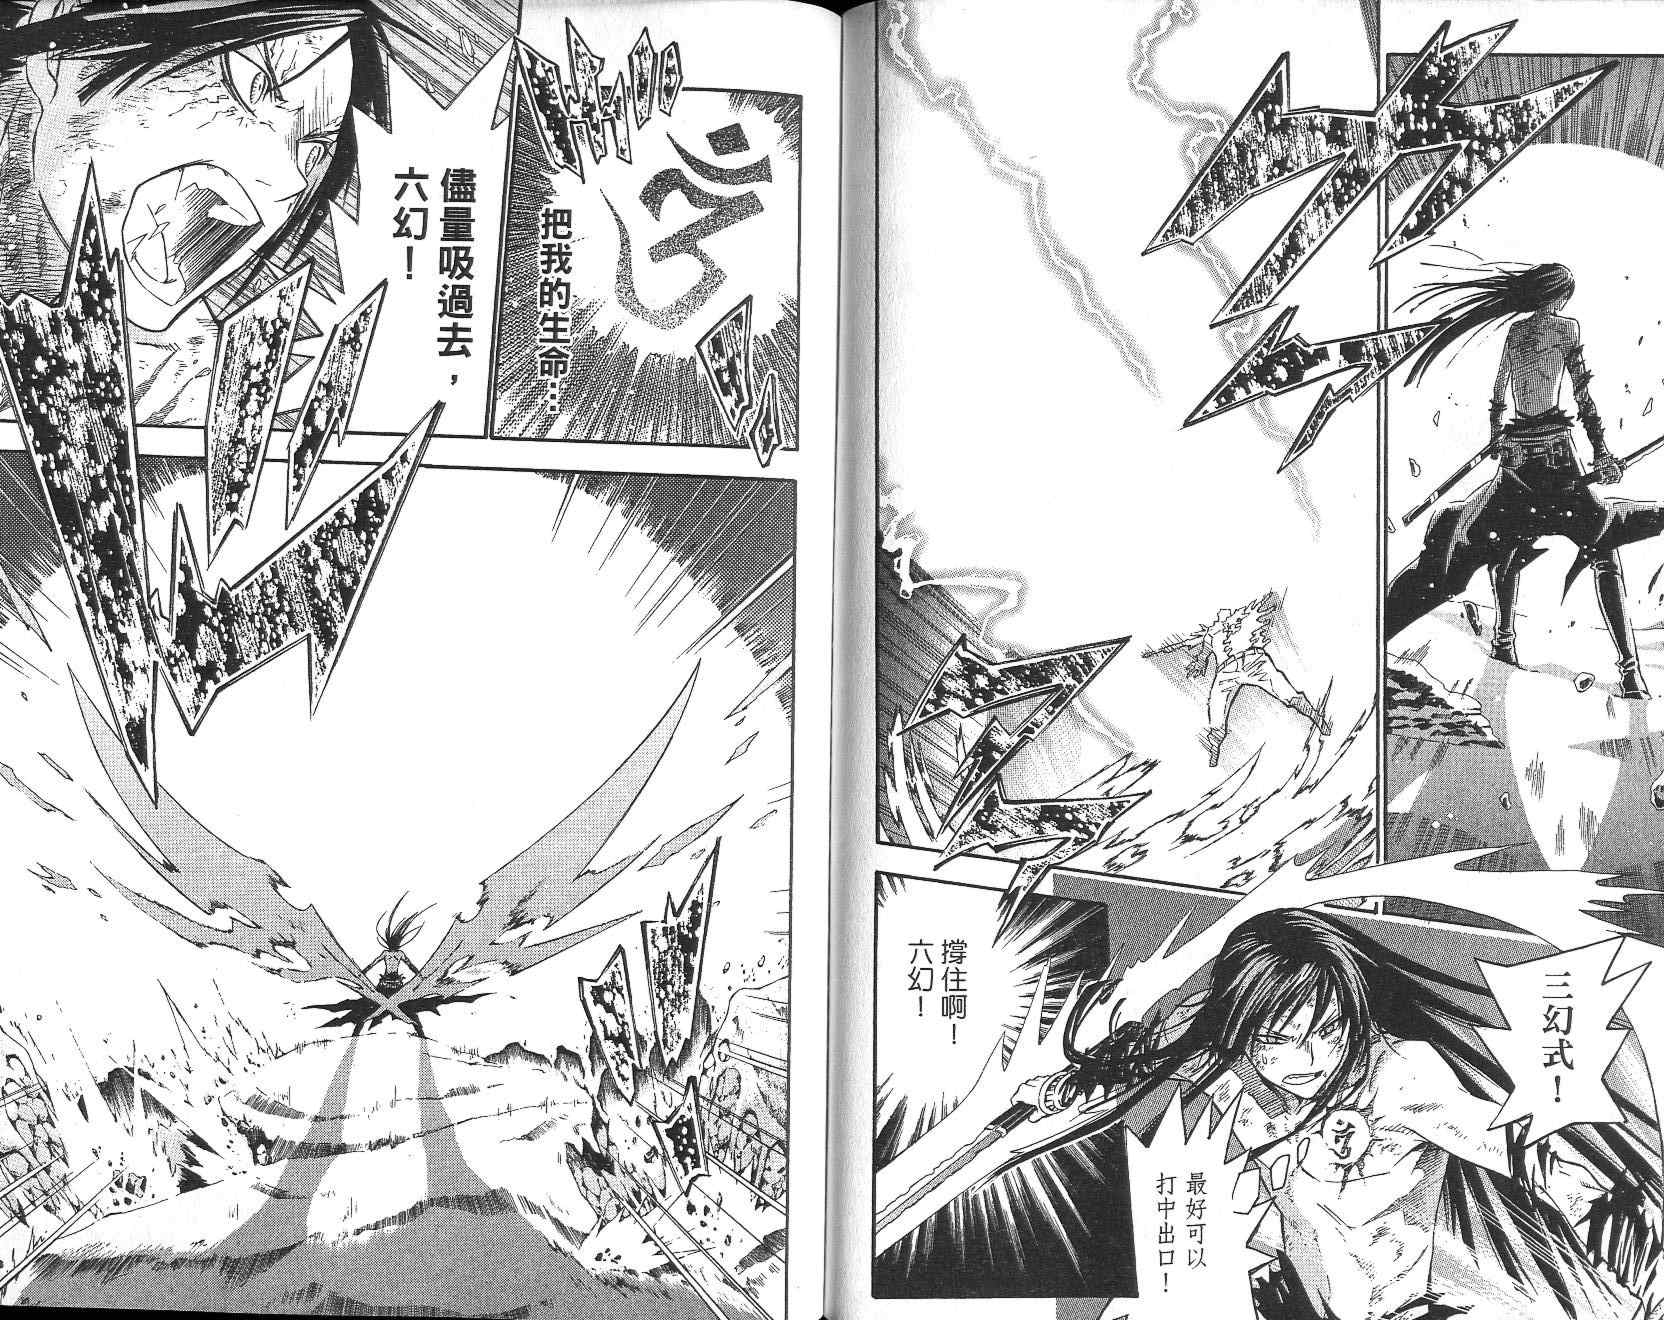 三幻式！
最好可以
打中出口！
撐住啊！
六幻！
把我的生命…
儘量吸過去，
六幻！